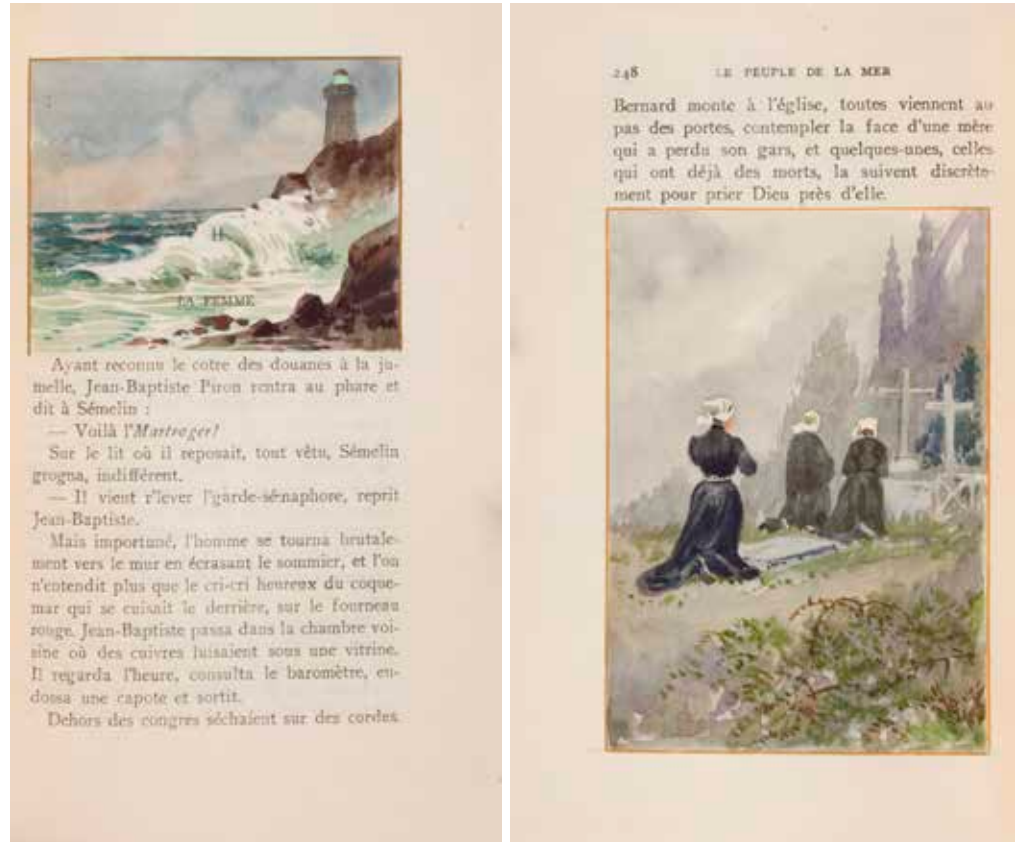 II
LA FEMME
Ayant reconnu le cotre des douanes à la ju-
melle, Jean-Baptiste Piron rentra au phare et
dit à Sémelin :
— Voilà l'Martroger!
Sur le lit où il reposait, tout vêtu, Sémelin
grogna, indifférent.
— Il vient r'lever l'garde-sémaphore, reprit
Jean-Baptiste.
Mais importuné, l'homme se tourna brutale-
ment vers le mur en écrasant le sommier, et l'on
n'entendit plus que le cri-cri heureux du coque-
mar qui se cuisait le derrière, sur le fourneau
rouge. Jean-Baptiste passa dans la chambre voi-
sine où des cuivres luisaient sous une vitrine.
Il regarda l'heure, consulta le baromètre, en-
dossa une capote et sortit.
Dehors des congres séchaient sur des cordes
248 LE PEUPLE DE LA MER
Bernard monte à l'église, toutes viennent au
pas des portes, contempler la face d'une mère
qui a perdu son gars, et quelques-unes, celles
qui ont déjà des morts, la suivent discrète-
ment pour prier Dieu près d'elle.